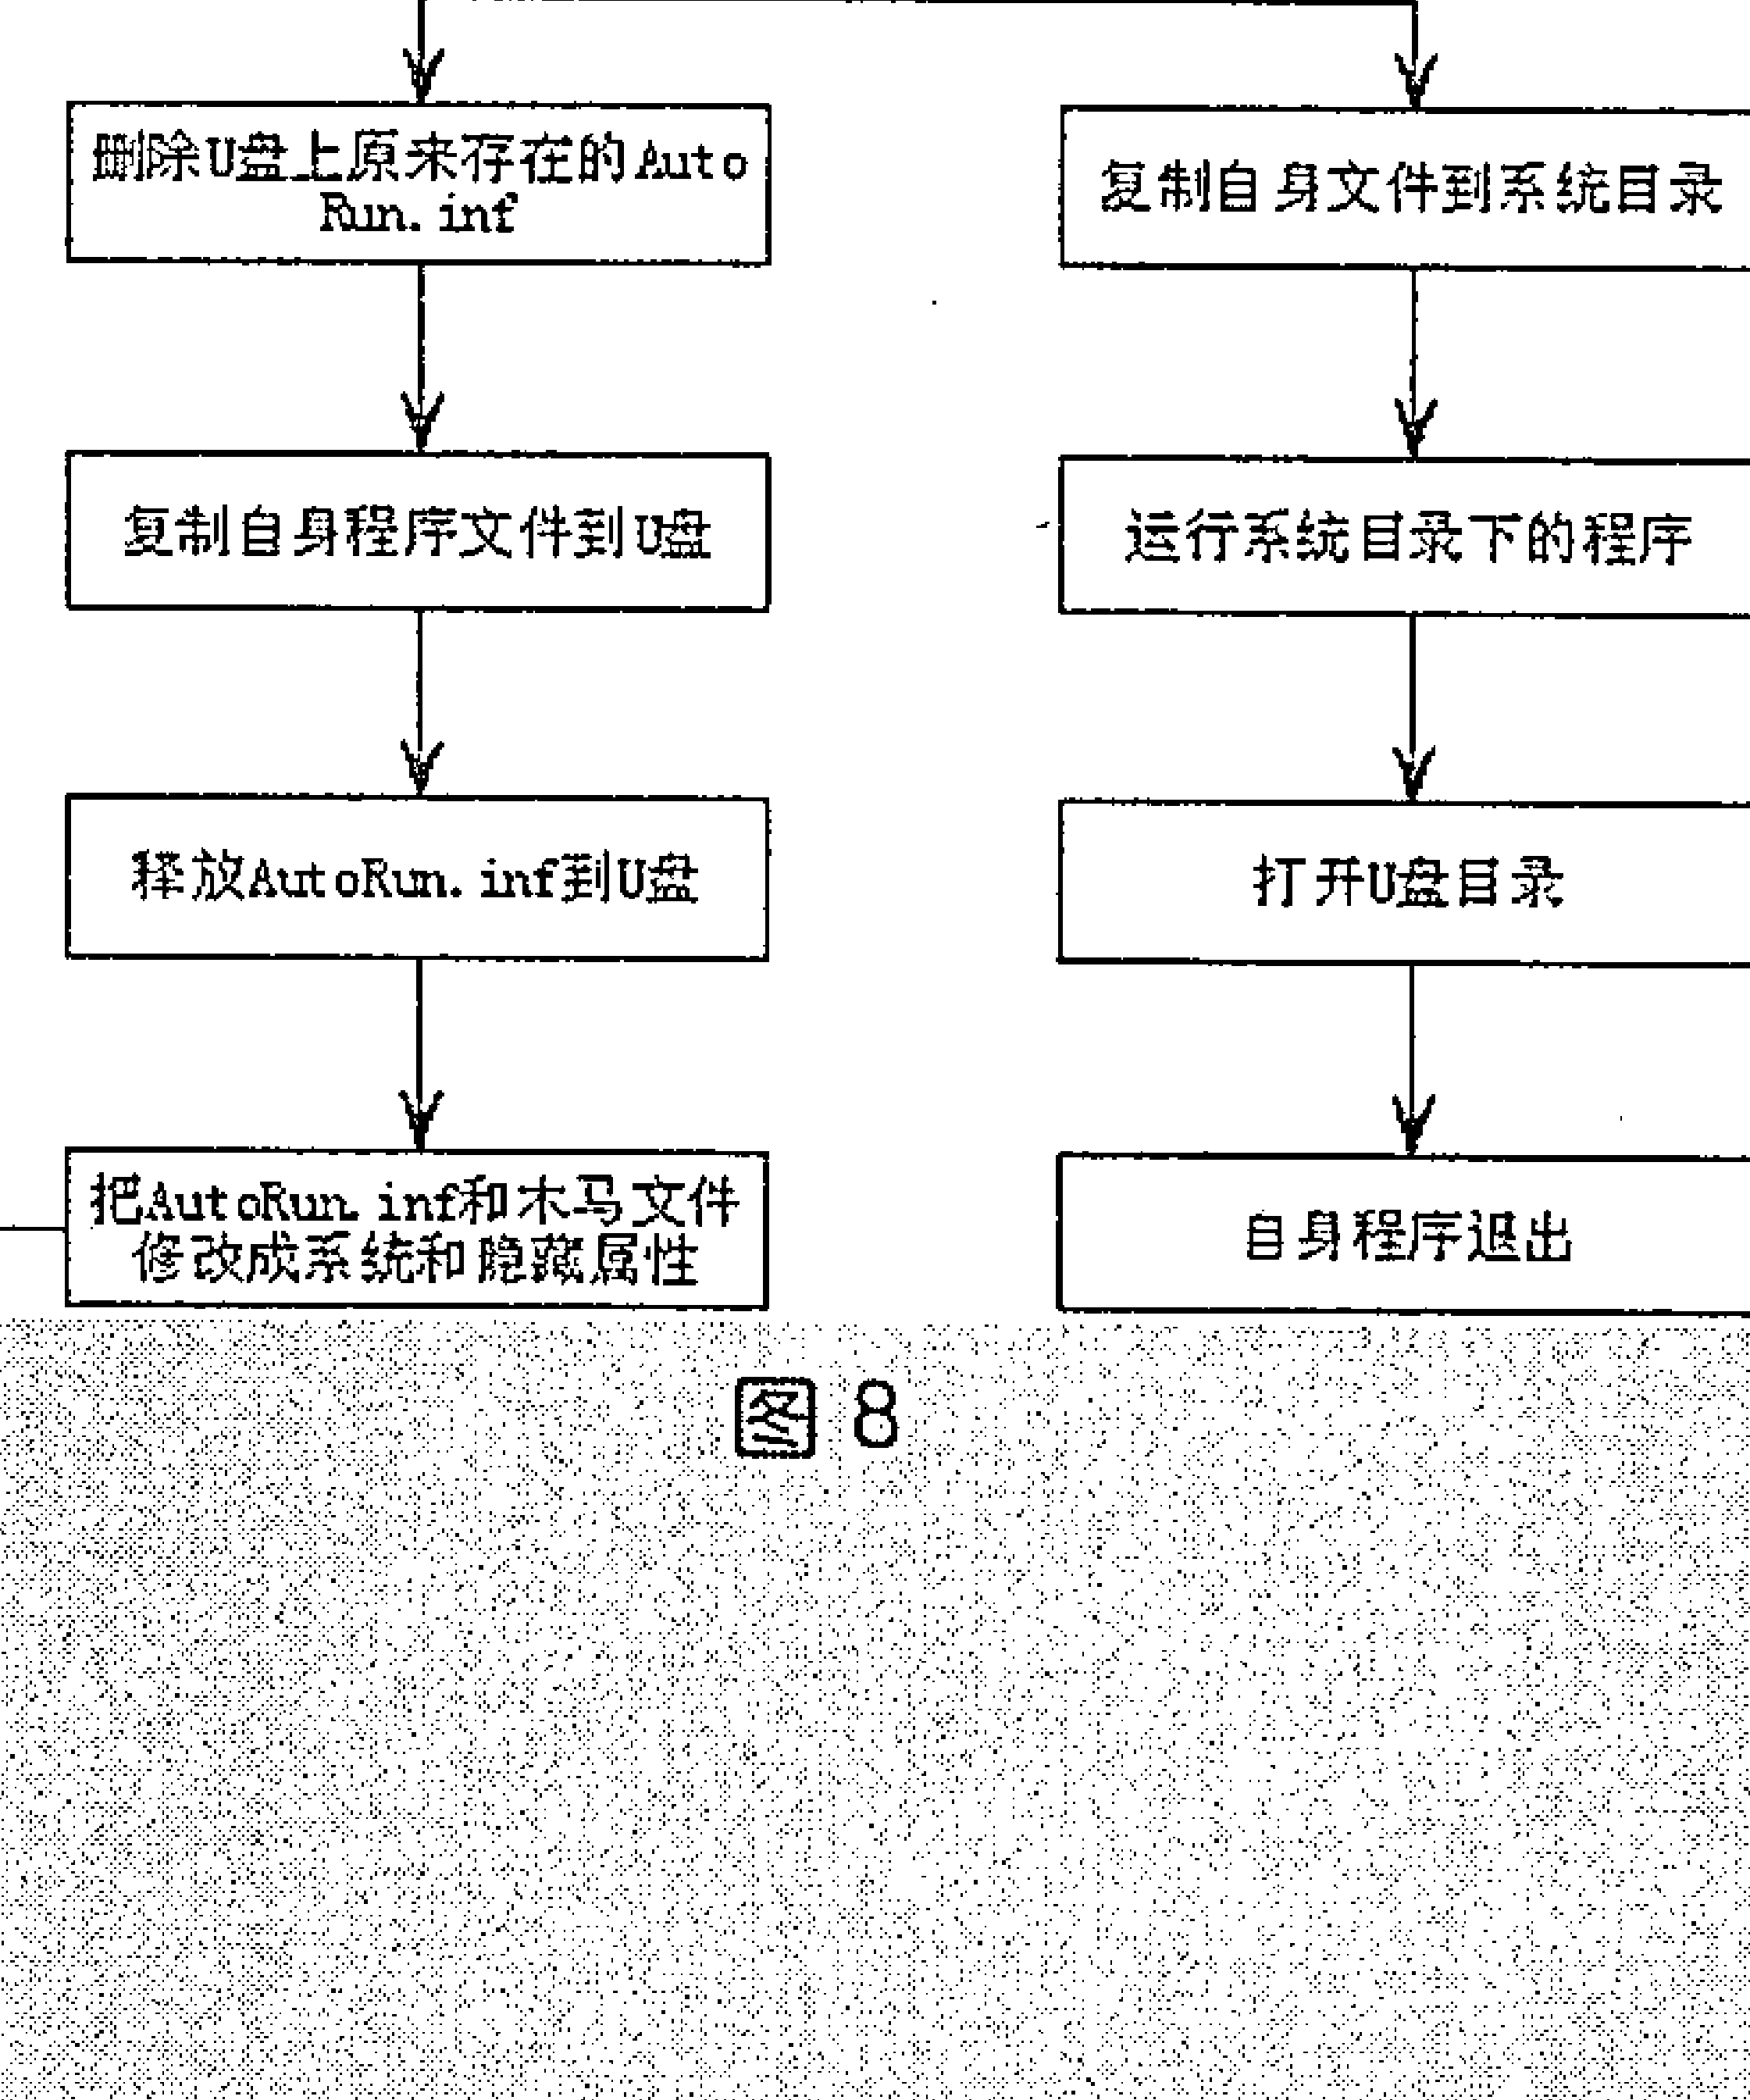 删除U盘上原来存在的Auto
Run.inf
复制自身程序文件到U盘
释放AutoRun.inf到U盘
把AutoRun.inf和木马文件
修改成系统和隐藏属性
复制自身文件到系统目录
运行系统目录下的程序
打开U盘目录
自身程序退出
图 8